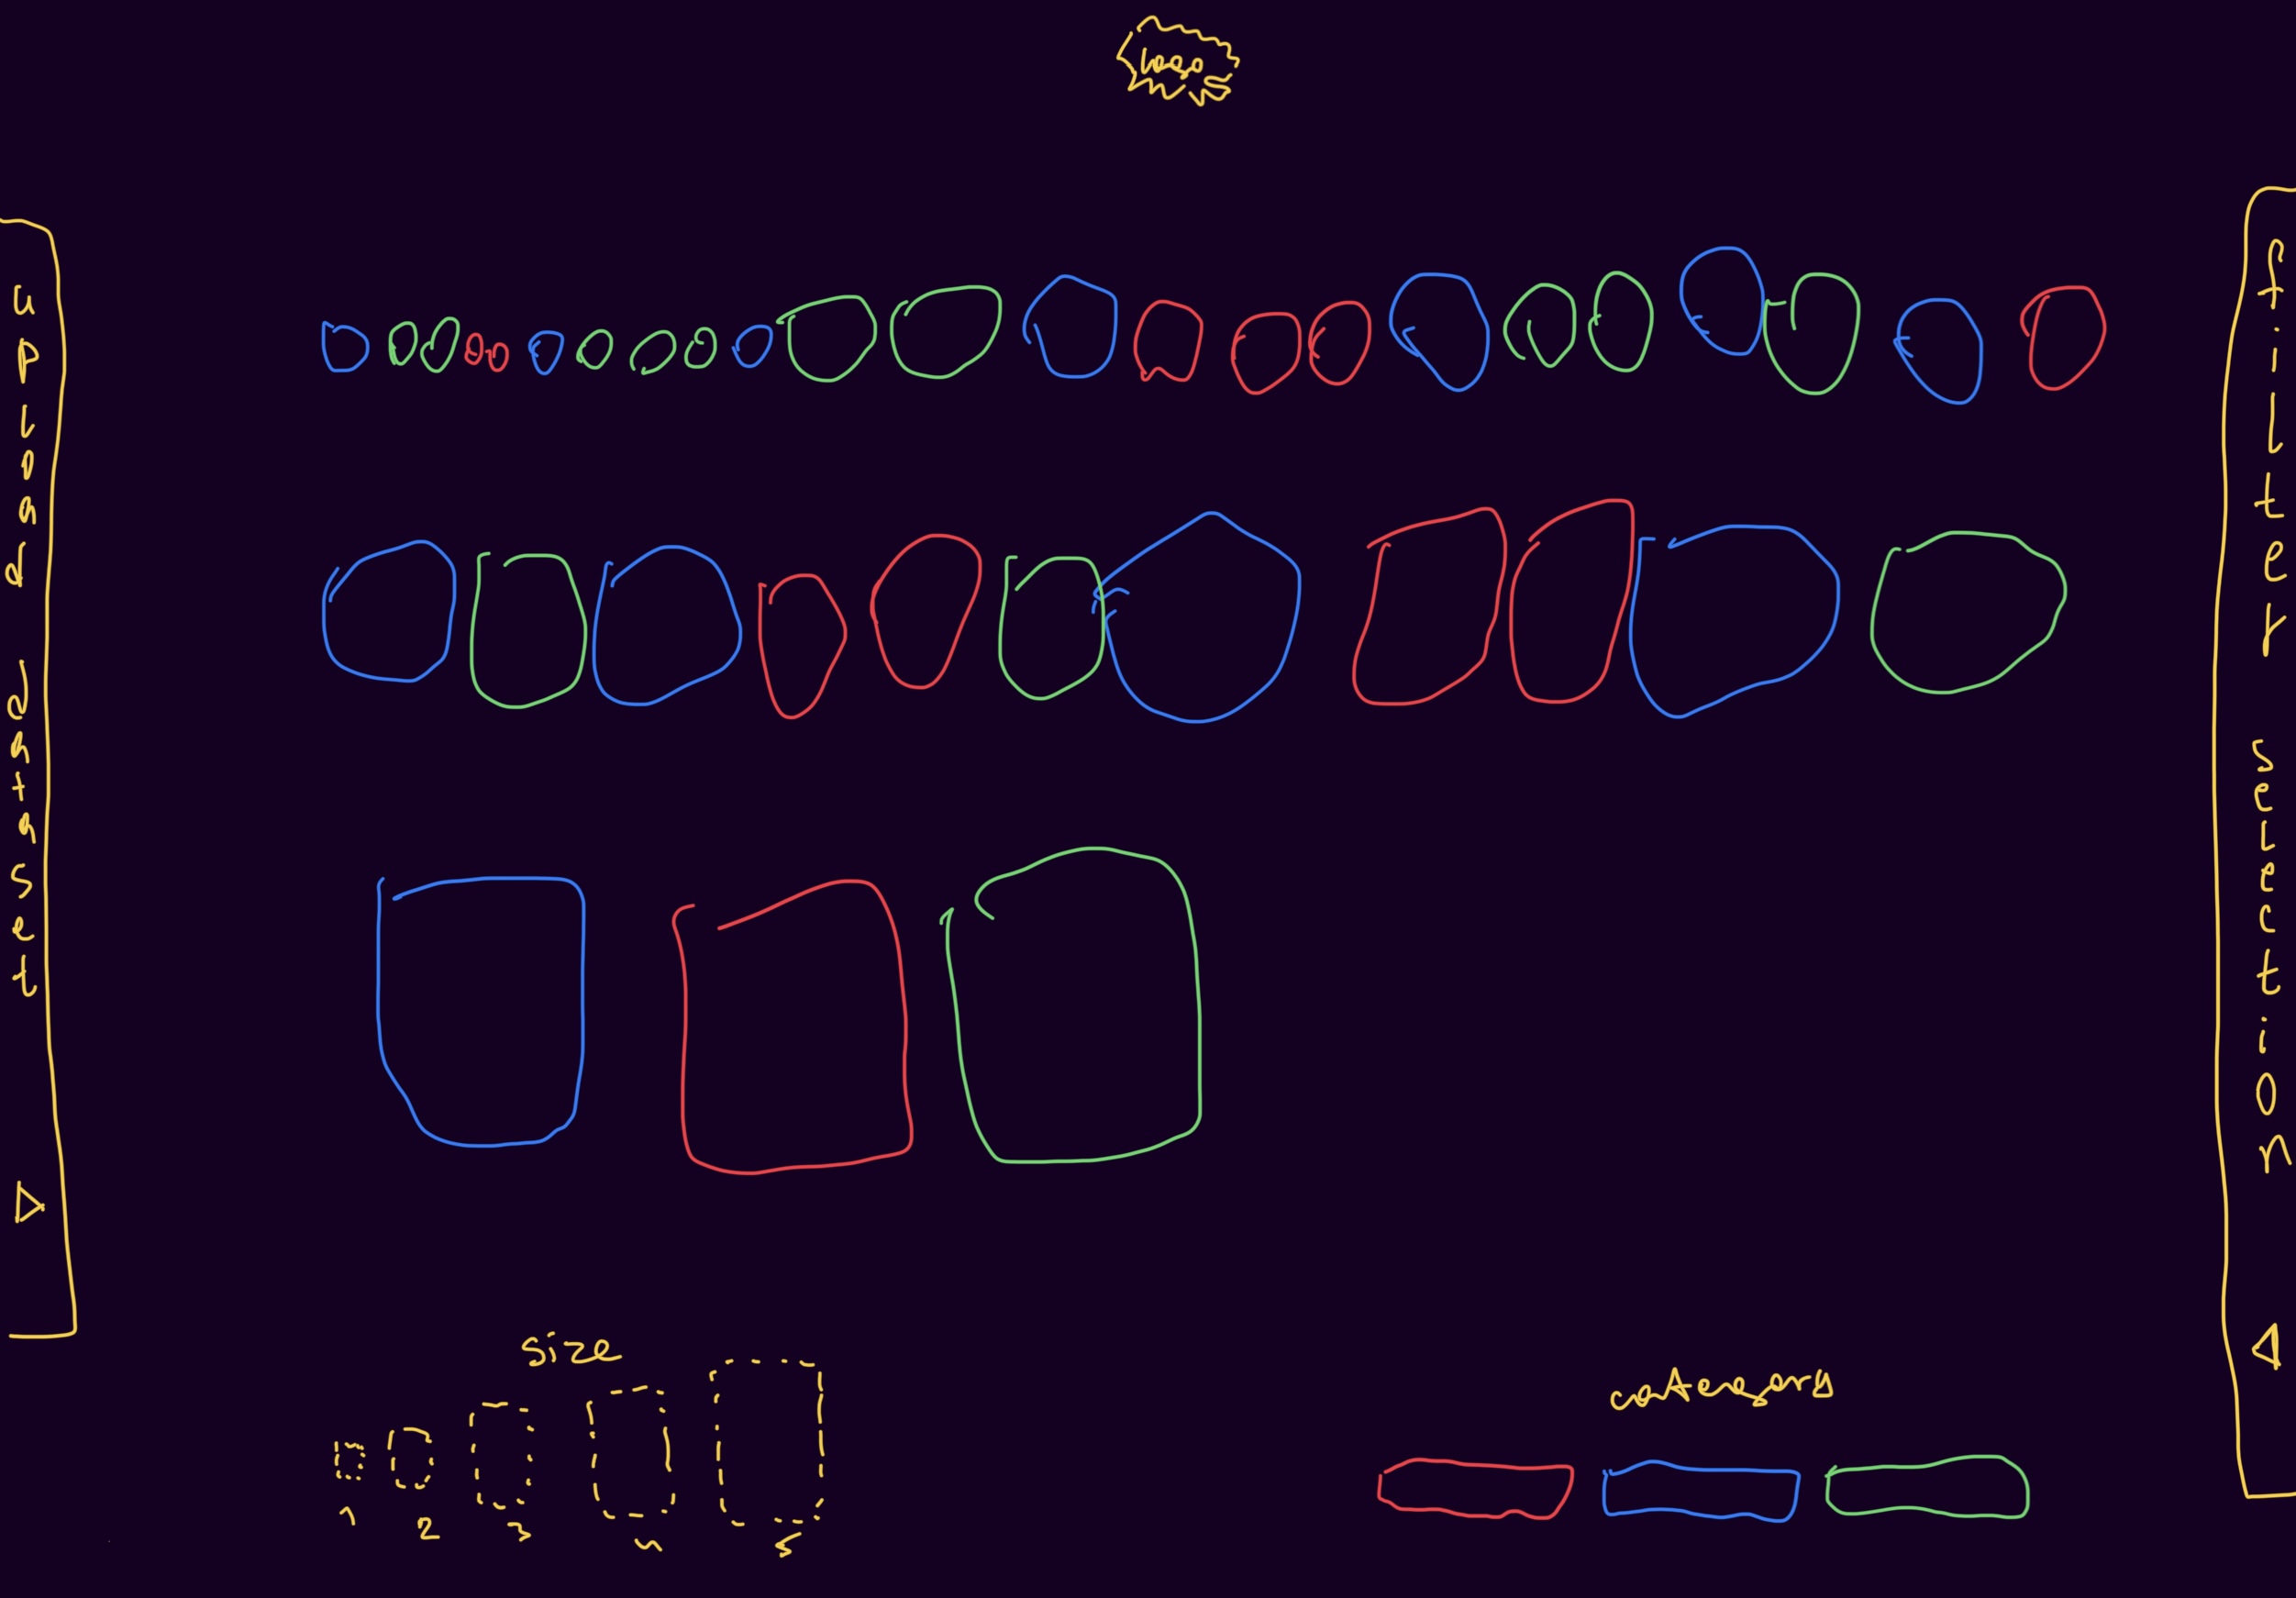 logo
upload dataset
filter selection
size
1 2 3 4 5
category